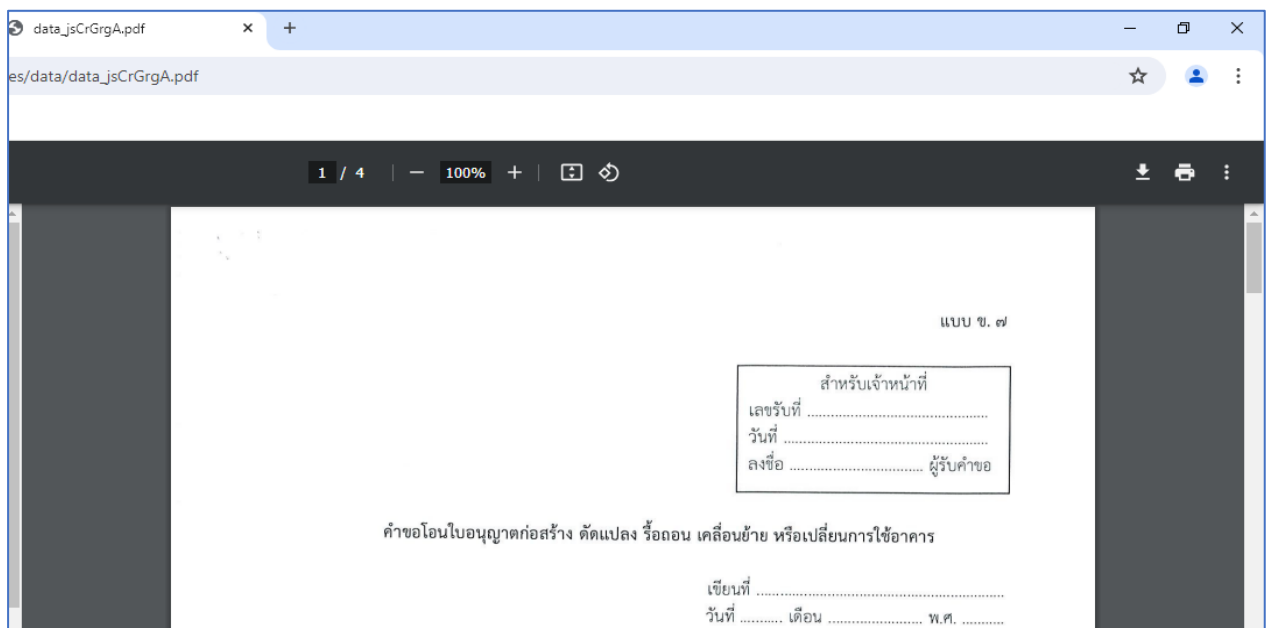 data_jsCrGrgA.pdf
es/data/data_jsCrGrgA.pdf
1 / 4 100%
แบบ ข. ๗
สำหรับเจ้าหน้าที่
เลขรับที่ ..............................................
วันที่ ....................................................
ลงชื่อ .................................. ผู้รับคำขอ
คำขอโอนใบอนุญาตก่อสร้าง ดัดแปลง รื้อถอน เคลื่อนย้าย หรือเปลี่ยนการใช้อาคาร
เขียนที่ ...............................................................
วันที่ ........... เดือน ........................ พ.ศ. ...........